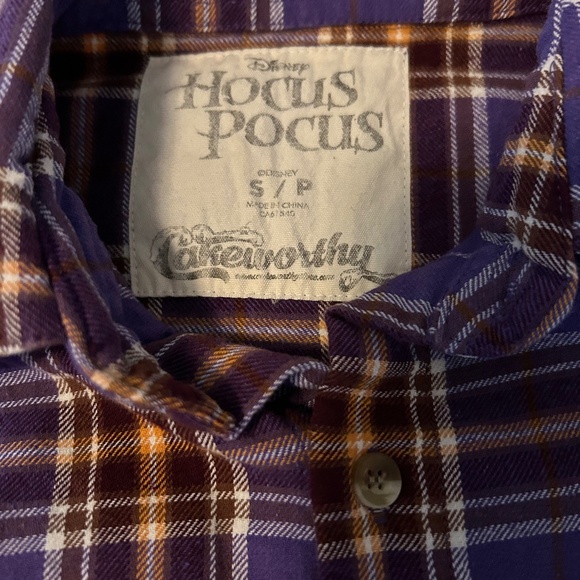 Disney
HOCUS
POCUS
©DISNEY
S / P
MADE IN CHINA
Cakeworthy